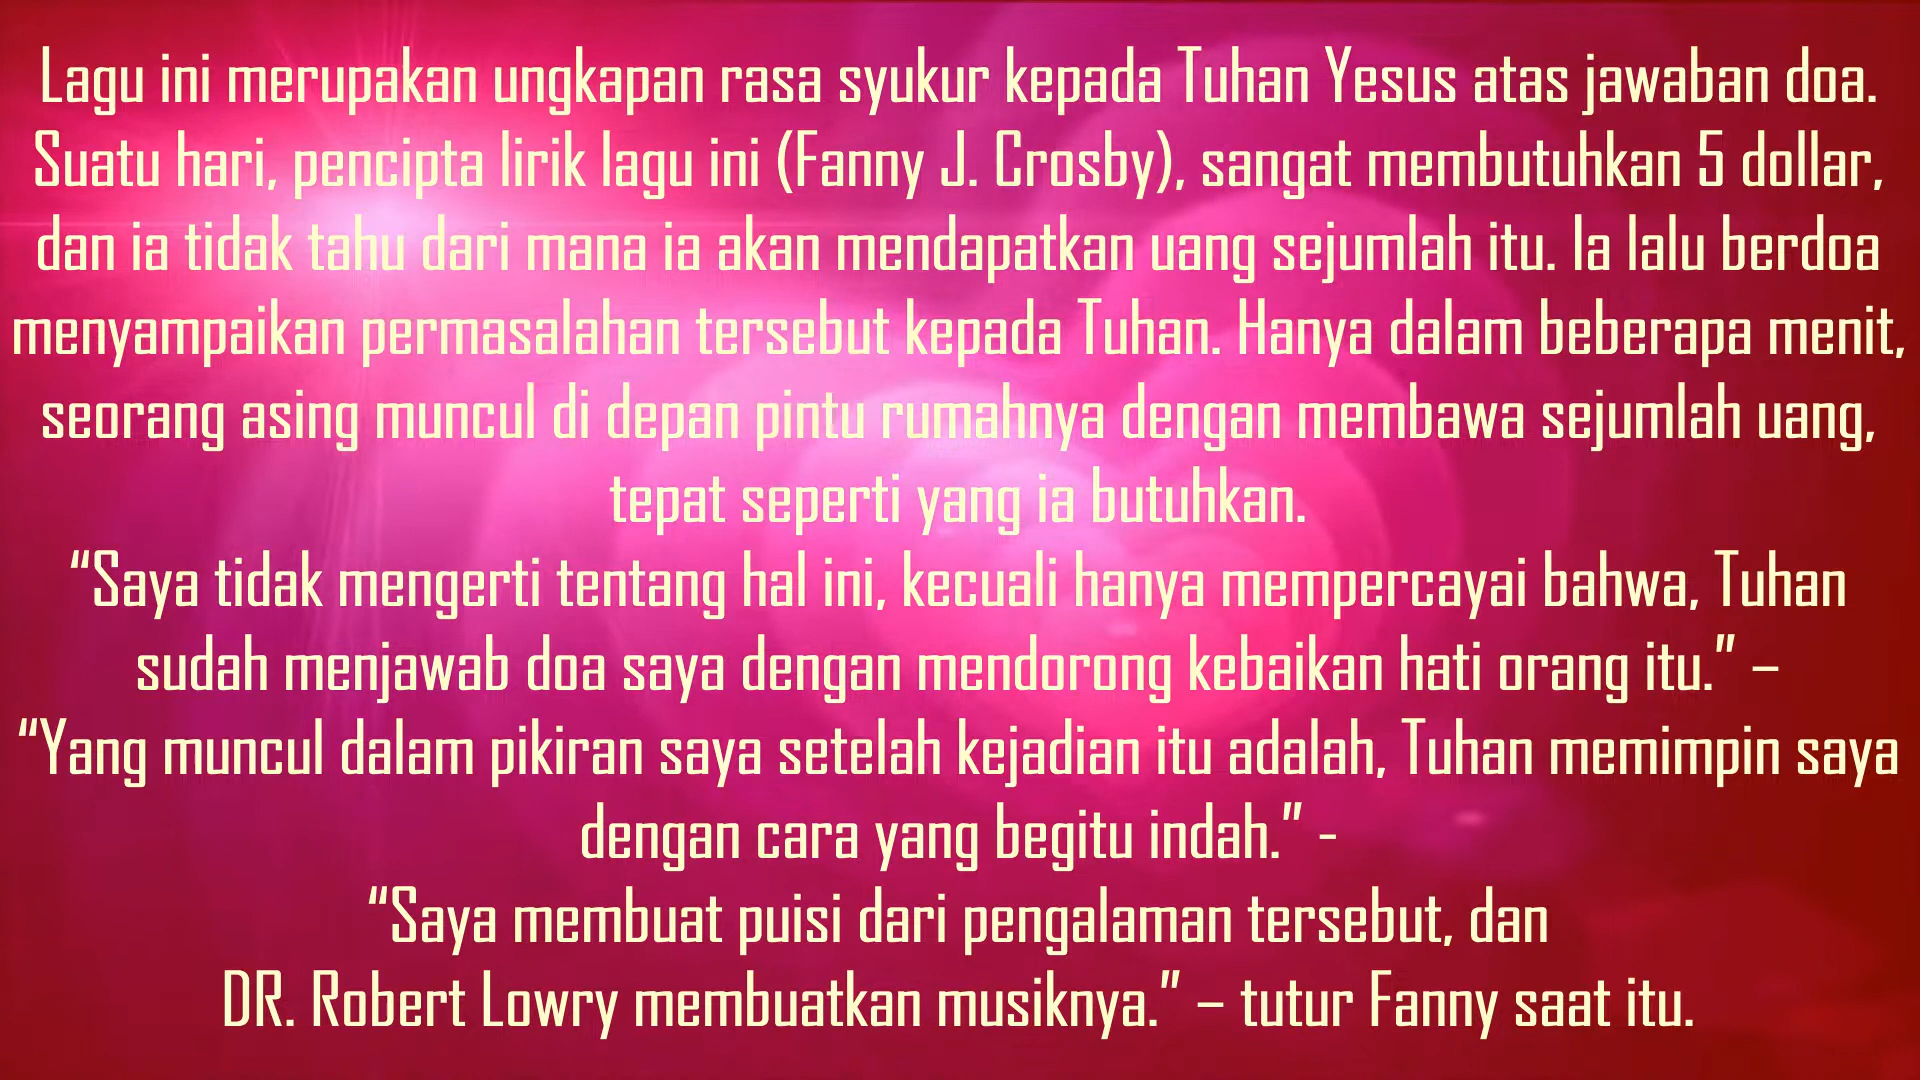 Lagu ini merupakan ungkapan rasa syukur kepada Tuhan Yesus atas jawaban doa.
Suatu hari, pencipta lirik lagu ini (Fanny J. Crosby), sangat membutuhkan 5 dollar,
dan ia tidak tahu dari mana ia akan mendapatkan uang sejumlah itu. Ia lalu berdoa
menyampaikan permasalahan tersebut kepada Tuhan. Hanya dalam beberapa menit,
seorang asing muncul di depan pintu rumahnya dengan membawa sejumlah uang,
tepat seperti yang ia butuhkan.
“Saya tidak mengerti tentang hal ini, kecuali hanya mempercayai bahwa, Tuhan
sudah menjawab doa saya dengan mendorong kebaikan hati orang itu.” –
“Yang muncul dalam pikiran saya setelah kejadian itu adalah, Tuhan memimpin saya
dengan cara yang begitu indah.” -
“Saya membuat puisi dari pengalaman tersebut, dan
DR. Robert Lowry membuatkan musiknya.” – tutur Fanny saat itu.